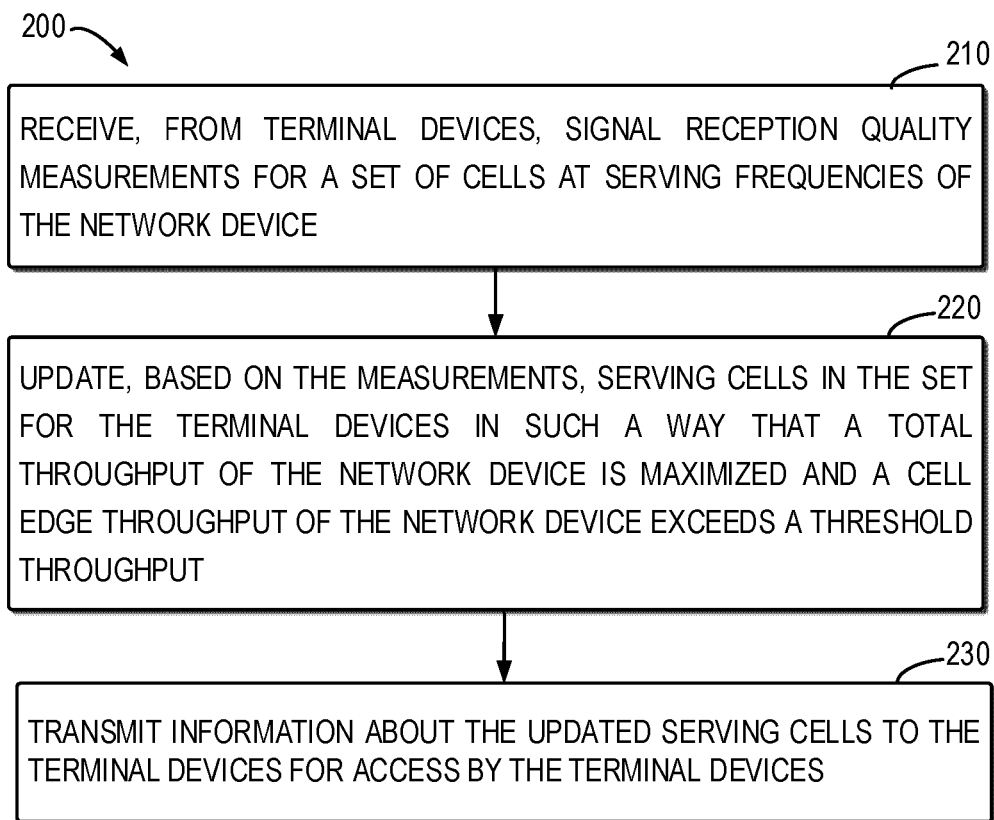 200
210
RECEIVE, FROM TERMINAL DEVICES, SIGNAL RECEPTION QUALITY
MEASUREMENTS FOR A SET OF CELLS AT SERVING FREQUENCIES OF
THE NETWORK DEVICE
220
UPDATE, BASED ON THE MEASUREMENTS, SERVING CELLS IN THE SET
FOR THE TERMINAL DEVICES IN SUCH A WAY THAT A TOTAL
THROUGHPUT OF THE NETWORK DEVICE IS MAXIMIZED AND A CELL
EDGE THROUGHPUT OF THE NETWORK DEVICE EXCEEDS A THRESHOLD
THROUGHPUT
230
TRANSMIT INFORMATION ABOUT THE UPDATED SERVING CELLS TO THE
TERMINAL DEVICES FOR ACCESS BY THE TERMINAL DEVICES